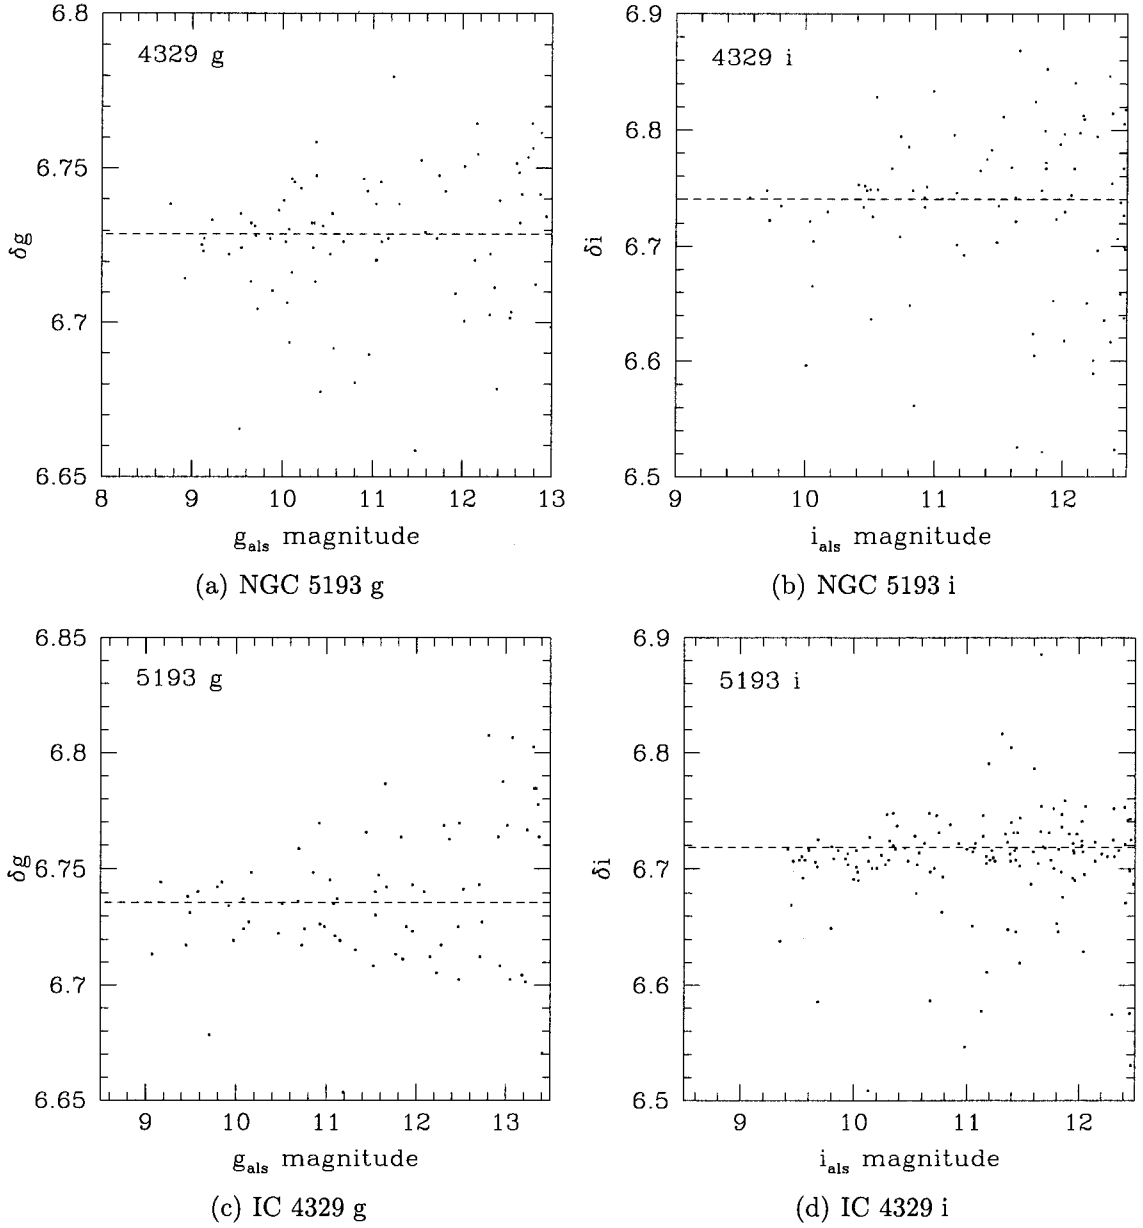 4329 g
6.8
6.75
6.7
6.65
δg
8 9 10 11 12 13
g_als magnitude
(a) NGC 5193 g
4329 i
6.9
6.8
6.7
6.6
6.5
δi
9 10 11 12
i_als magnitude
(b) NGC 5193 i
5193 g
6.85
6.8
6.75
6.7
6.65
δg
9 10 11 12 13
g_als magnitude
(c) IC 4329 g
5193 i
6.9
6.8
6.7
6.6
6.5
δi
9 10 11 12
i_als magnitude
(d) IC 4329 i